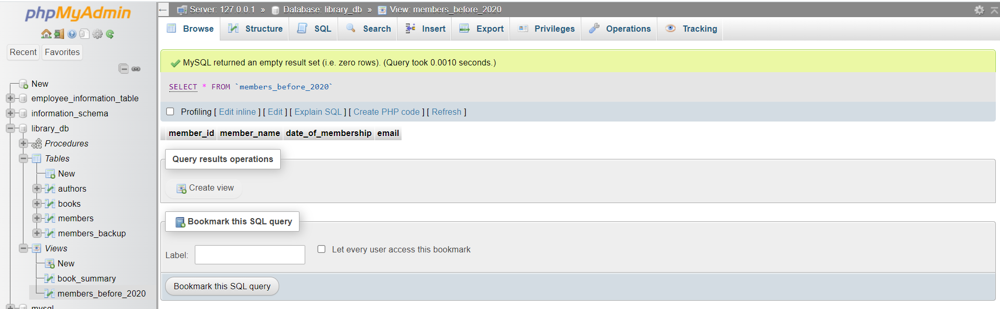 phpMyAdmin
Recent Favorites
New
employee_information_table
information_schema
library_db
Procedures
Tables
New
authors
books
members
members_backup
Views
New
book_summary
members_before_2020
mysql
← Server: 127.0.0.1 » Database: library_db » View: members_before_2020
Browse Structure SQL Search Insert Export Privileges Operations Tracking
MySQL returned an empty result set (i.e. zero rows). (Query took 0.0010 seconds.)
SELECT * FROM `members_before_2020`
Profiling [ Edit inline ] [ Edit ] [ Explain SQL ] [ Create PHP code ] [ Refresh ]
member_id member_name date_of_membership email
Query results operations
Create view
Bookmark this SQL query
Label: Let every user access this bookmark
Bookmark this SQL query